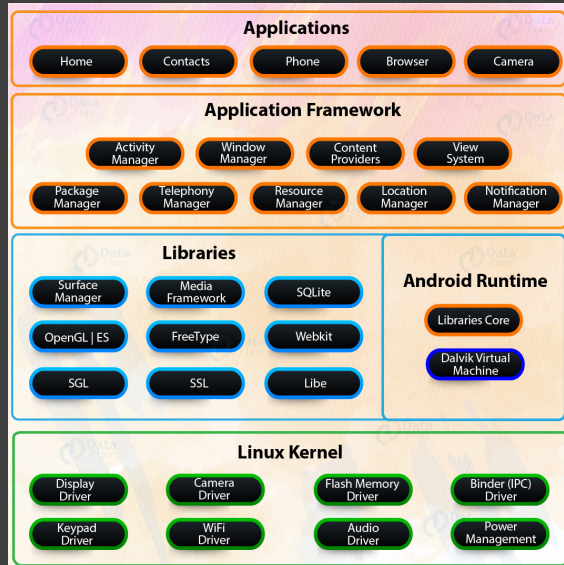 Applications
Home
Contacts
Phone
Browser
Camera
Application Framework
Activity
Manager
Window
Manager
Content
Providers
View
System
Package
Manager
Telephony
Manager
Resource
Manager
Location
Manager
Notification
Manager
Libraries
Surface
Manager
Media
Framework
SQLite
OpenGL | ES
FreeType
Webkit
SGL
SSL
Libe
Android Runtime
Libraries Core
Dalvik Virtual
Machine
Linux Kernel
Display
Driver
Camera
Driver
Flash Memory
Driver
Binder (IPC)
Driver
Keypad
Driver
WiFi
Driver
Audio
Driver
Power
Management